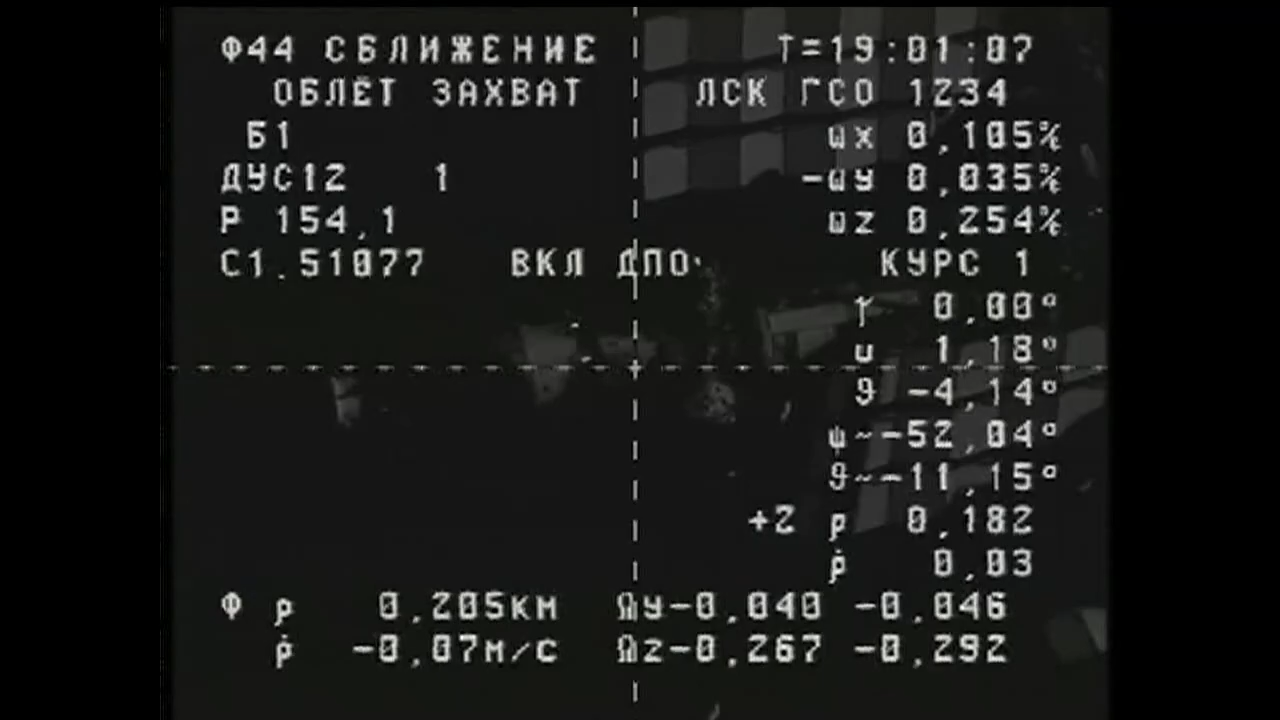 Ф44 СБЛИЖЕНИЕ T=19:01:07
ОБЛЁТ ЗАХВАТ ЛСК ГСО 1234
Б1 ωx 0,105%
ДУС12 1 -ωy 0,035%
Р 154,1 ωz 0,254%
С1.51077 ВКЛ ДПО КУРС 1
γ 0,00°
υ 1,18°
ϑ -4,14°
ψ~-52,04°
ϑ~-11,15°
+2 ρ 0,182
ρ̇ 0,03
Ф ρ 0,205км Ωy-0,040 -0,046
ρ̇ -0,07м/с Ωz-0,267 -0,292